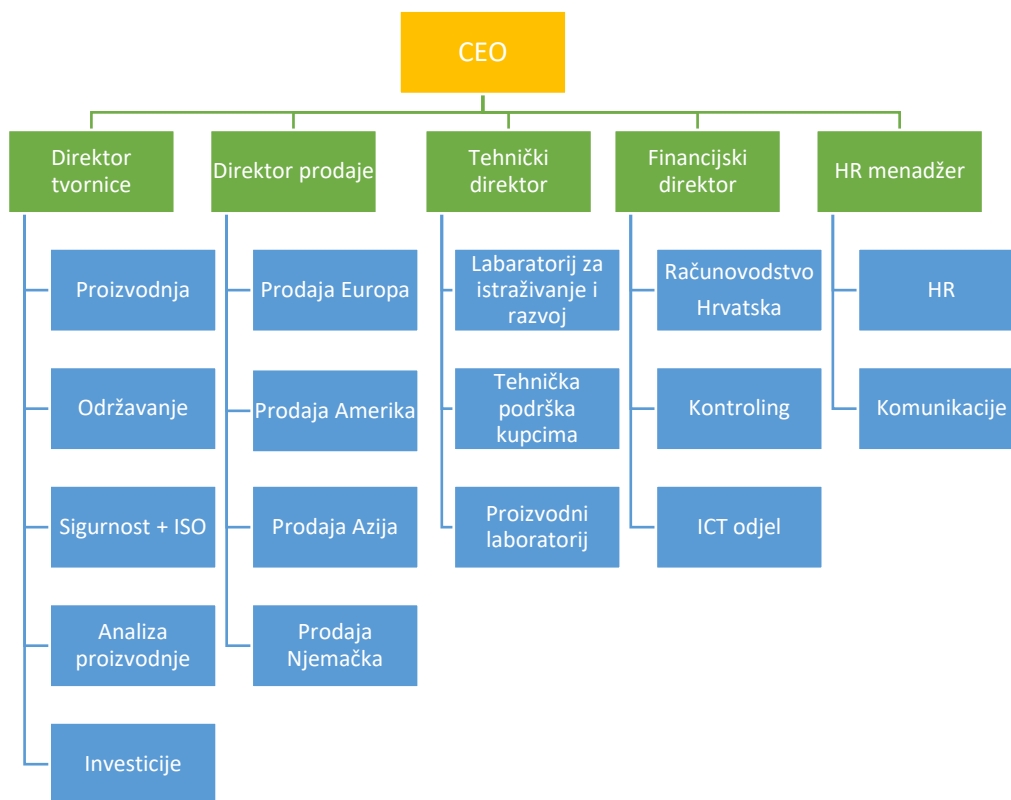 CEO
Direktor
tvornice
Direktor prodaje
Tehnički
direktor
Financijski
direktor
HR menadžer
Proizvodnja
Održavanje
Sigurnost + ISO
Analiza
proizvodnje
Investicije
Prodaja Europa
Prodaja Amerika
Prodaja Azija
Prodaja
Njemačka
Labaratorij za
istraživanje i
razvoj
Tehnička
podrška
kupcima
Proizvodni
laboratorij
Računovodstvo
Hrvatska
Kontroling
ICT odjel
HR
Komunikacije